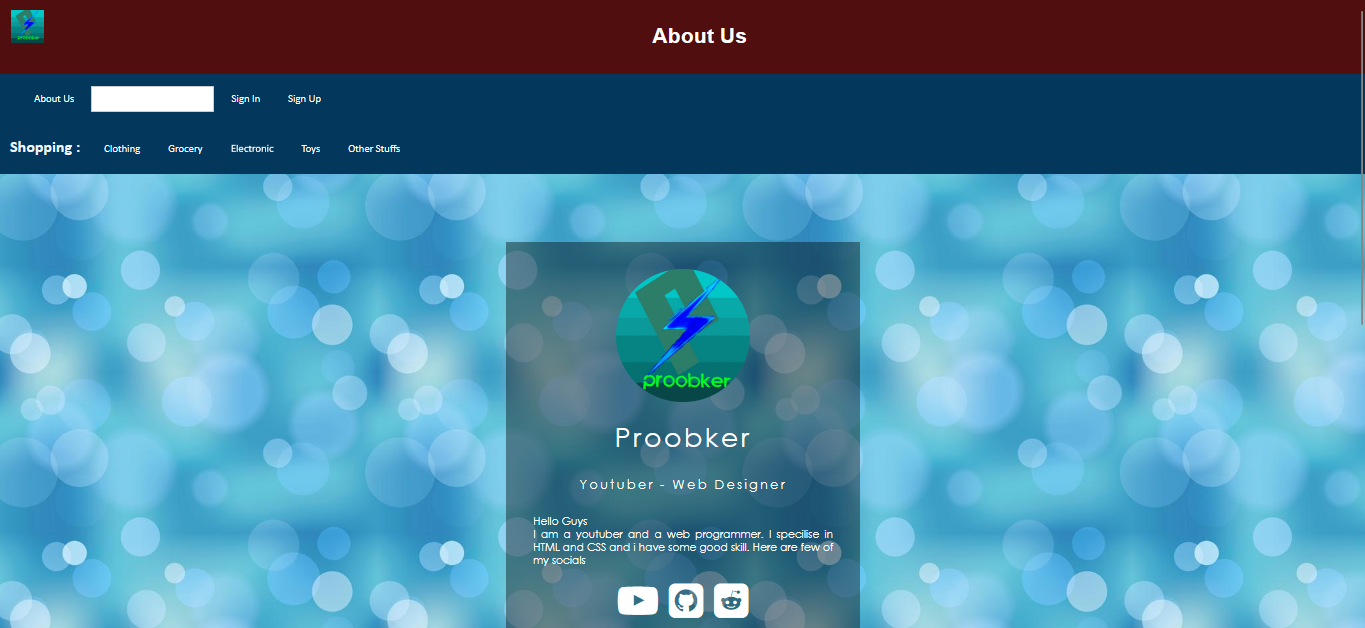 proobker
About Us
About Us
Sign In
Sign Up
Shopping :
Clothing
Grocery
Electronic
Toys
Other Stuffs
proobker
Proobker
Youtuber - Web Designer
Hello Guys
I am a youtuber and a web programmer. I specilise in
HTML and CSS and i have some good skill. Here are few of
my socials